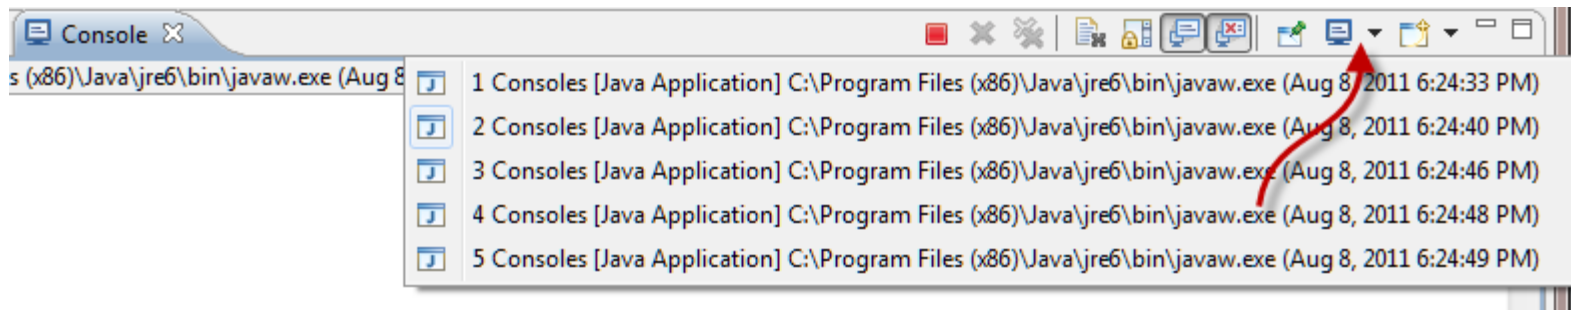 Console
s (x86)\Java\jre6\bin\javaw.exe (Aug 8
1 Consoles [Java Application] C:\Program Files (x86)\Java\jre6\bin\javaw.exe (Aug 8, 2011 6:24:33 PM)
2 Consoles [Java Application] C:\Program Files (x86)\Java\jre6\bin\javaw.exe (Aug 8, 2011 6:24:40 PM)
3 Consoles [Java Application] C:\Program Files (x86)\Java\jre6\bin\javaw.exe (Aug 8, 2011 6:24:46 PM)
4 Consoles [Java Application] C:\Program Files (x86)\Java\jre6\bin\javaw.exe (Aug 8, 2011 6:24:48 PM)
5 Consoles [Java Application] C:\Program Files (x86)\Java\jre6\bin\javaw.exe (Aug 8, 2011 6:24:49 PM)